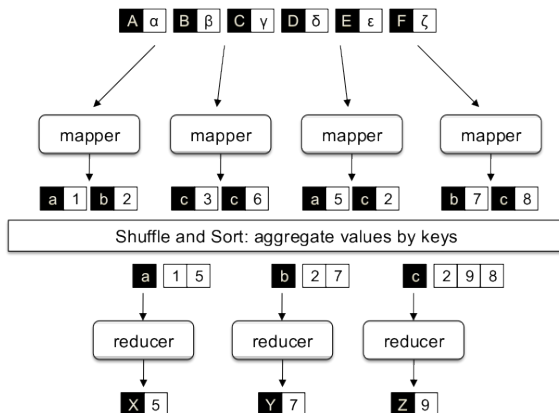 A α B β C γ D δ E ε F ζ
mapper mapper mapper mapper
a 1 b 2 c 3 c 6 a 5 c 2 b 7 c 8
Shuffle and Sort: aggregate values by keys
a 1 5 b 2 7 c 2 9 8
reducer reducer reducer
X 5 Y 7 Z 9